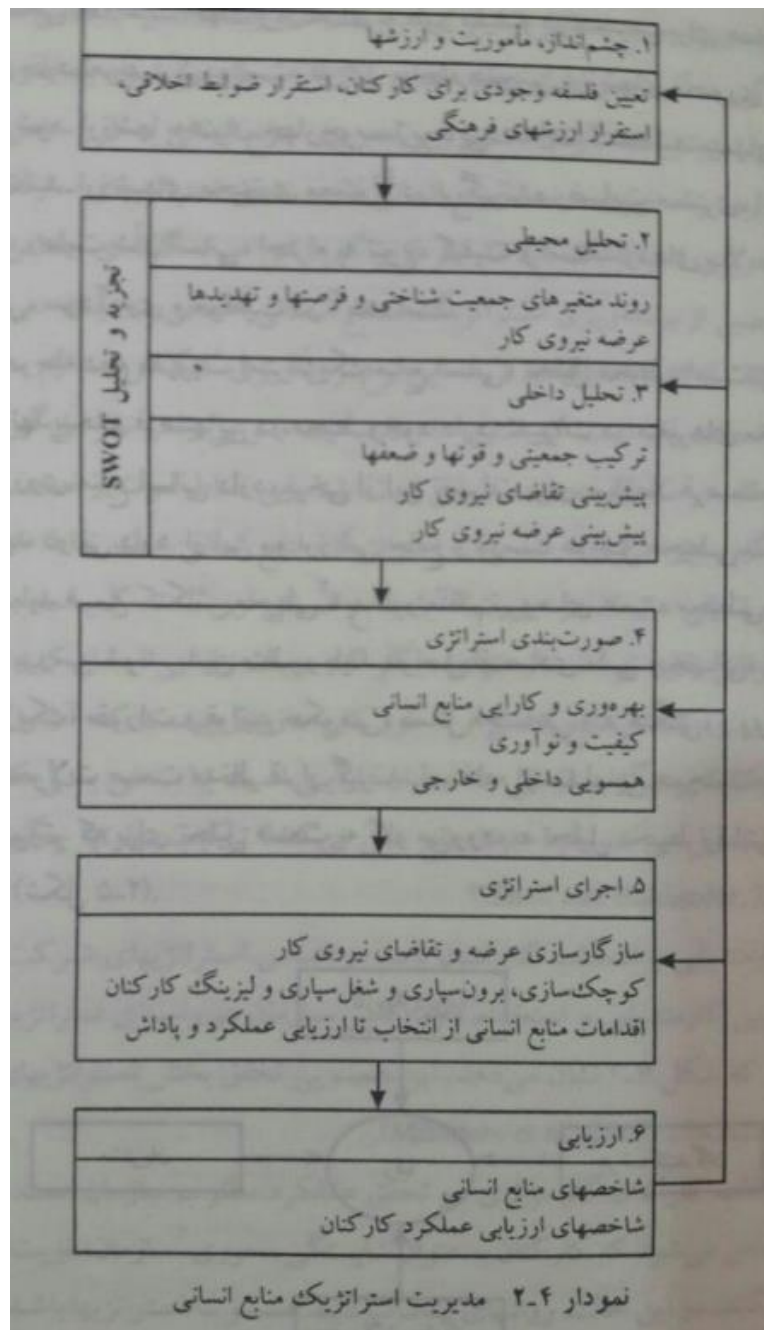 ۱. چشم‌انداز، مأموریت و ارزشها
تعیین فلسفه وجودی برای کارکنان، استقرار ضوابط اخلاقی،
استقرار ارزشهای فرهنگی
تجزیه و تحلیل SWOT
۲. تحلیل محیطی
روند متغیرهای جمعیت شناختی و فرصتها و تهدیدها
عرضه نیروی کار
۳. تحلیل داخلی
ترکیب جمعیتی و قوتها و ضعفها
پیش‌بینی تقاضای نیروی کار
پیش‌بینی عرضه نیروی کار
۴. صورت‌بندی استراتژی
بهره‌وری و کارایی منابع انسانی
کیفیت و نوآوری
همسویی داخلی و خارجی
۵. اجرای استراتژی
سازگارسازی عرضه و تقاضای نیروی کار
کوچک‌سازی، برون‌سپاری و شغل‌سپاری و لیزینگ کارکنان
اقدامات منابع انسانی از انتخاب تا ارزیابی عملکرد و پاداش
۶. ارزیابی
شاخصهای منابع انسانی
شاخصهای ارزیابی عملکرد کارکنان
نمودار ۴-۲ مدیریت استراتژیک منابع انسانی